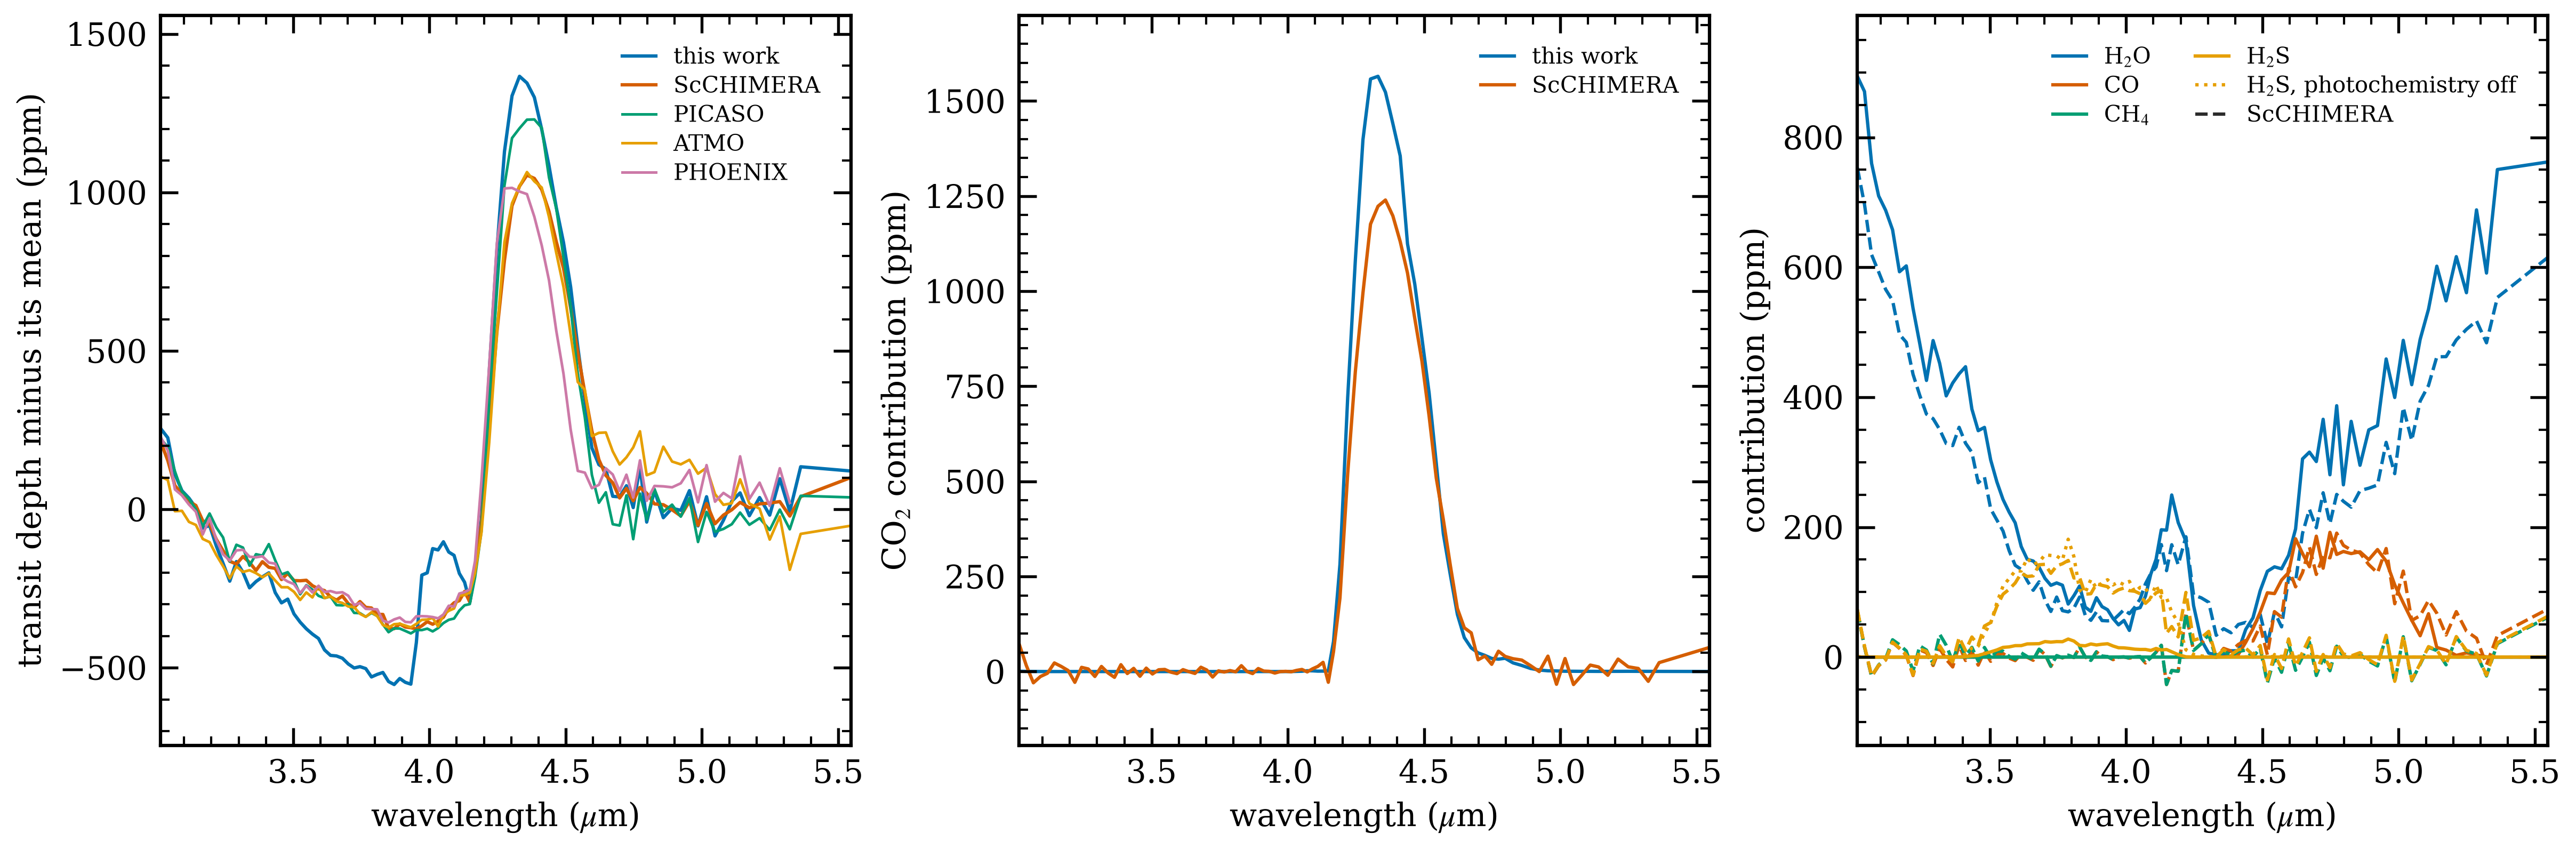 transit depth minus its mean (ppm)
1500
1000
500
0
−500
3.5 4.0 4.5 5.0 5.5
wavelength (μm)
this work
ScCHIMERA
PICASO
ATMO
PHOENIX
CO₂ contribution (ppm)
1500
1250
1000
750
500
250
0
3.5 4.0 4.5 5.0 5.5
wavelength (μm)
this work
ScCHIMERA
contribution (ppm)
800
600
400
200
0
3.5 4.0 4.5 5.0 5.5
wavelength (μm)
H₂O
CO
CH₄
H₂S
H₂S, photochemistry off
ScCHIMERA